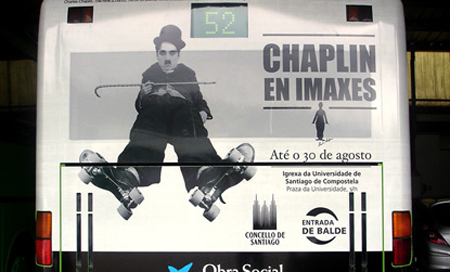 52
CHAPLIN
EN IMAXES
Até o 30 de agosto
Igrexa da Universidade de
Santiago de Compostela
Praza da Universidade, s/n
CONCELLO
DE SANTIAGO
ENTRADA
DE BALDE
Obra Social